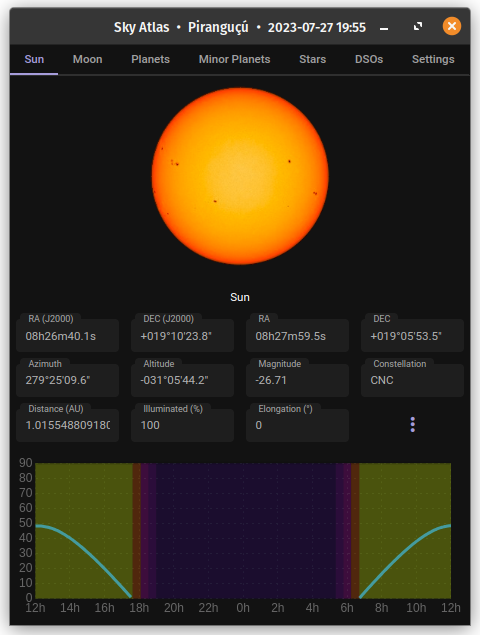 Sky Atlas • Piranguçú • 2023-07-27 19:55
Sun Moon Planets Minor Planets Stars DSOs Settings
Sun
RA (J2000) DEC (J2000) RA DEC
08h26m40.1s +019°10'23.8" 08h27m59.5s +019°05'53.5"
Azimuth Altitude Magnitude Constellation
279°25'09.6" -031°05'44.2" -26.71 CNC
Distance (AU) Illuminated (%) Elongation (°)
1.01554880918( 100 0
90
80
70
60
50
40
30
20
10
0
12h 14h 16h 18h 20h 22h 0h 2h 4h 6h 8h 10h 12h